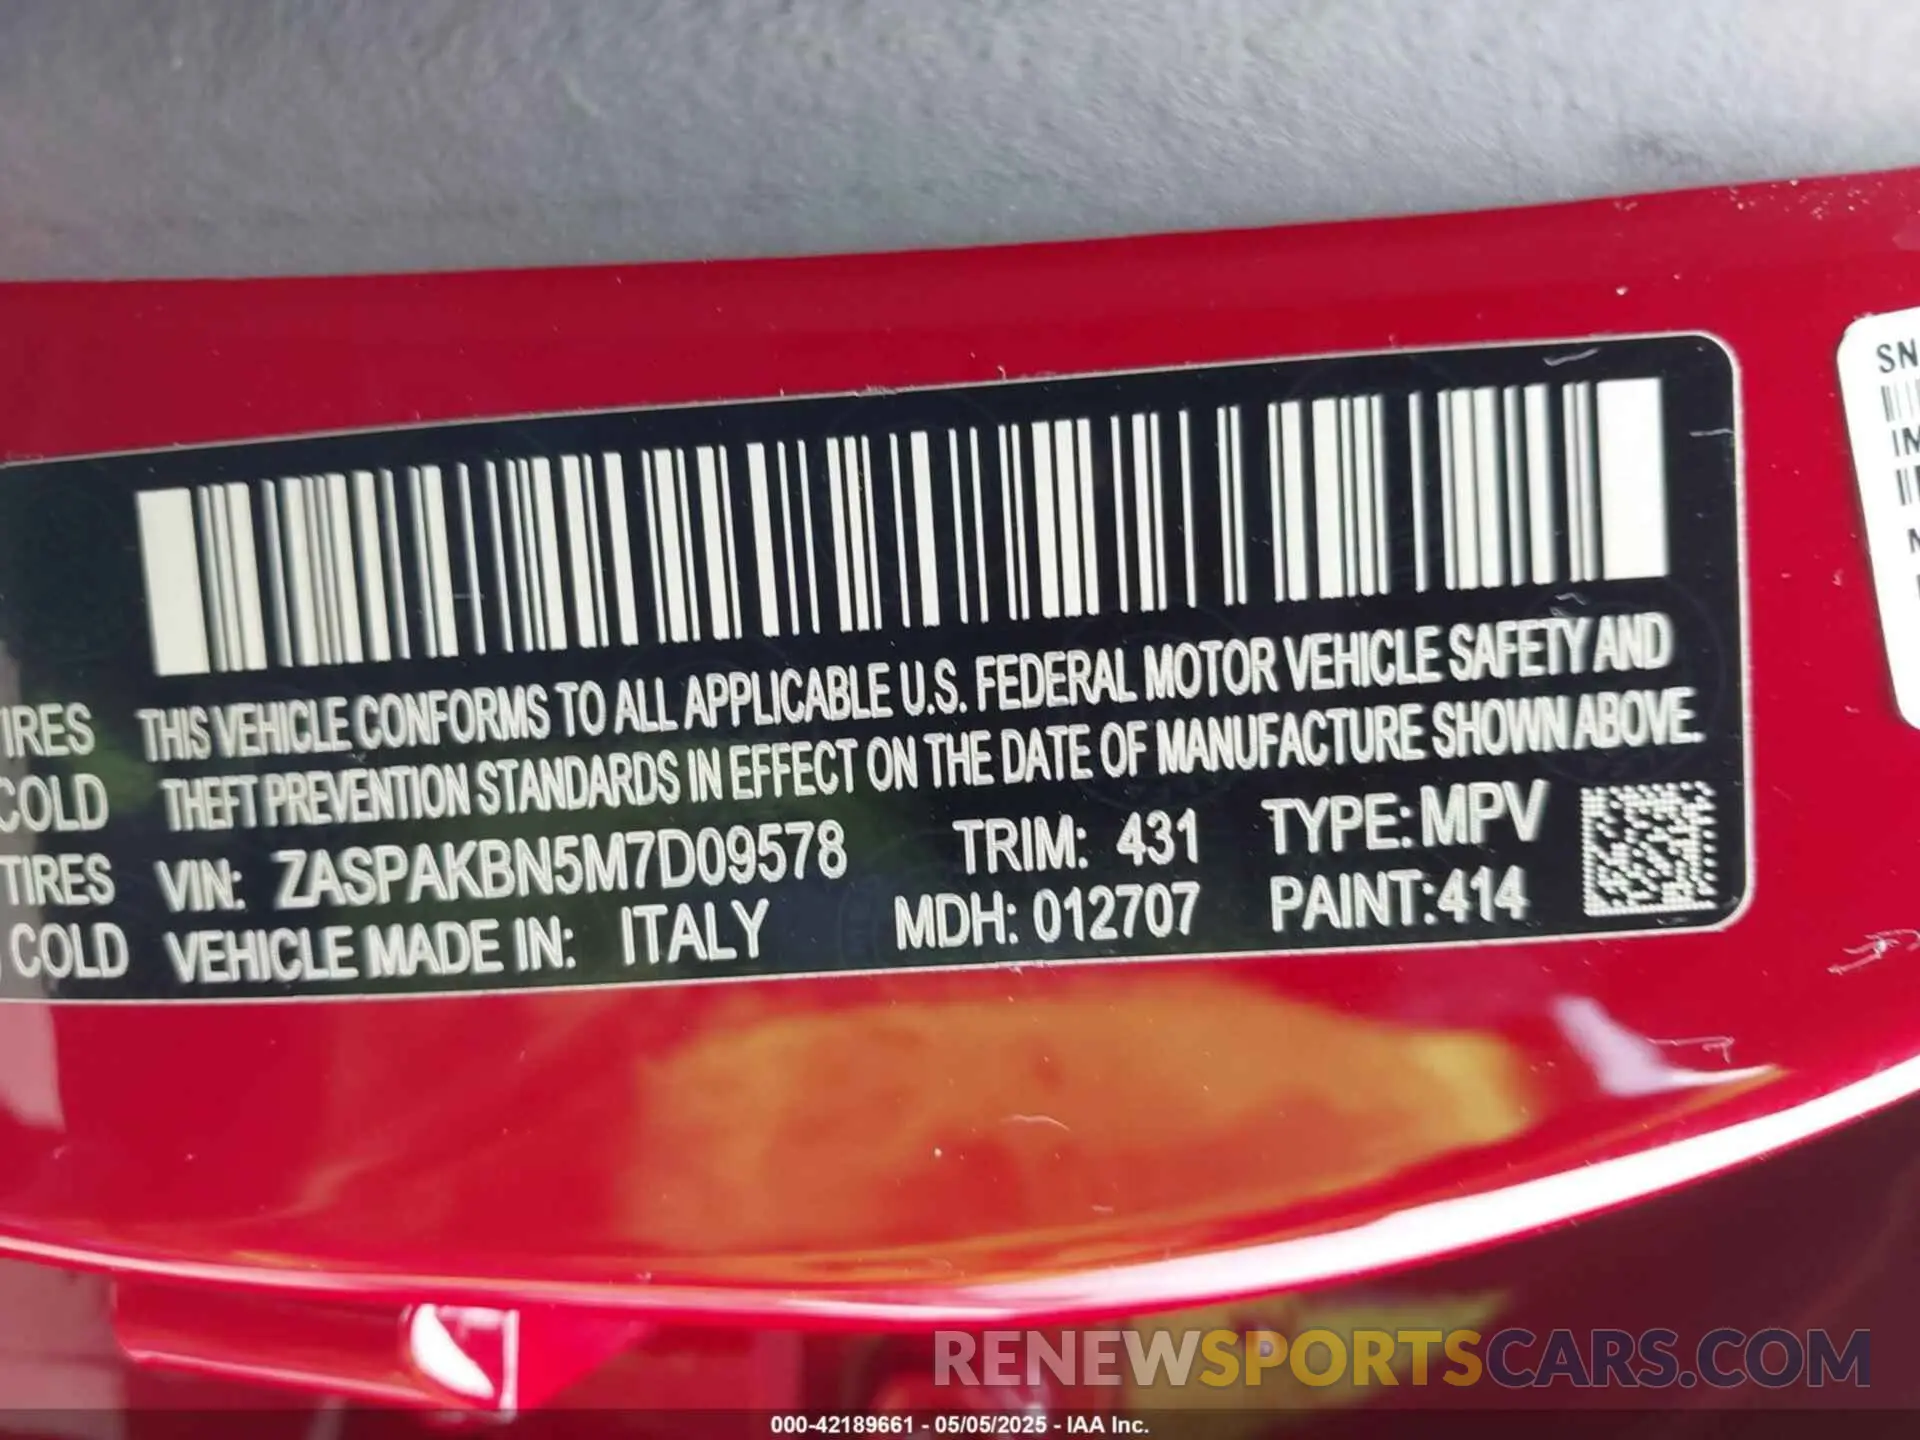 THIS VEHICLE CONFORMS TO ALL APPLICABLE U.S. FEDERAL MOTOR VEHICLE SAFETY AND
THEFT PREVENTION STANDARDS IN EFFECT ON THE DATE OF MANUFACTURE SHOWN ABOVE.
VIN: ZASPAKBN5M7D09578 TRIM: 431 TYPE: MPV
VEHICLE MADE IN: ITALY MDH: 012707 PAINT:414
IRES
COLD
TIRES
COLD
SN
IM
RENEWSPORTSCARS.COM
000-42189661 - 05/05/2025 - IAA Inc.